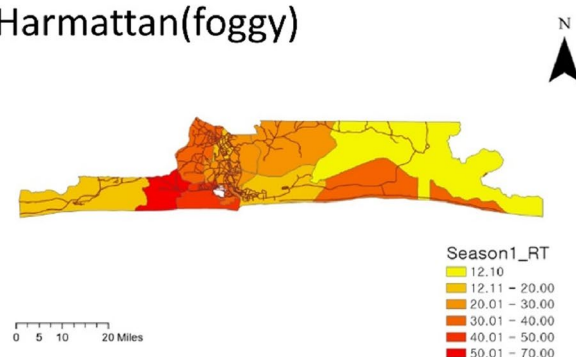 Harmattan(foggy)
N
Season1_RT
12.10
12.11 - 20.00
20.01 - 30.00
30.01 - 40.00
40.01 - 50.00
50.01 - 70.00
0 5 10 20 Miles